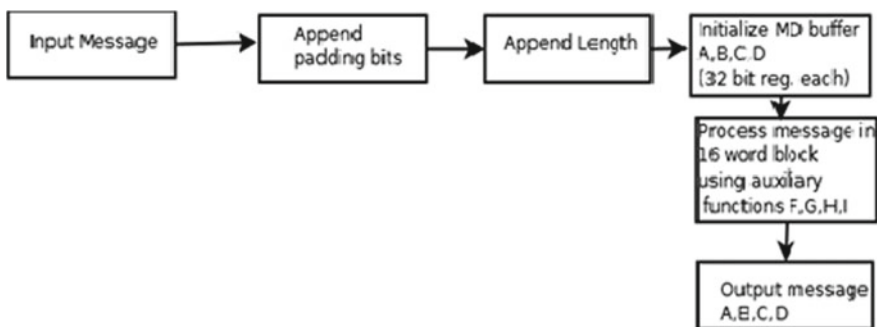 Input Message
Append
padding bits
Append Length
Initialize MD buffer
A,B,C,D
(32 bit reg. each)
Process message in
16 word block
using auxiliary
functions F,G,H,I
Output message
A,B,C,D